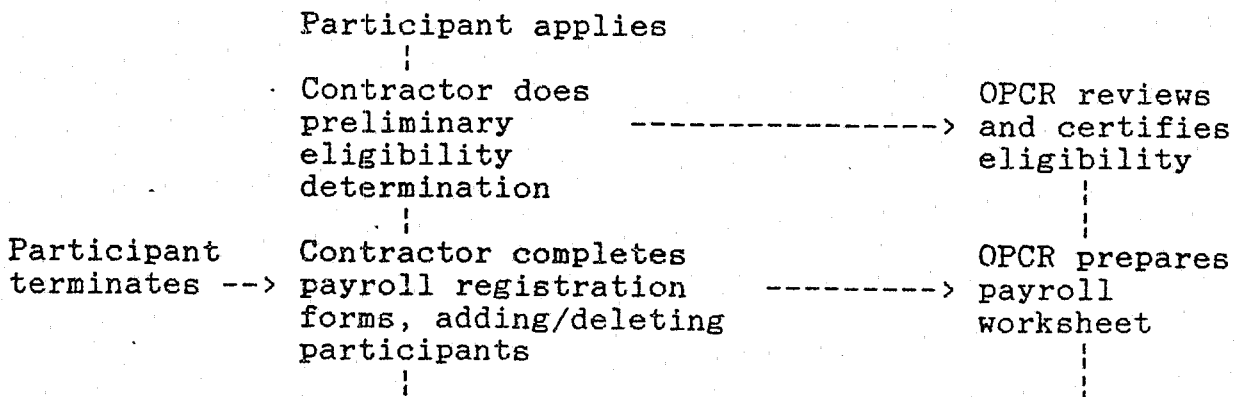 Participant applies
Contractor does
preliminary
eligibility
determination
OPCR reviews
and certifies
eligibility
Participant
terminates -->
Contractor completes
payroll registration
forms, adding/deleting
participants
OPCR prepares
payroll
worksheet